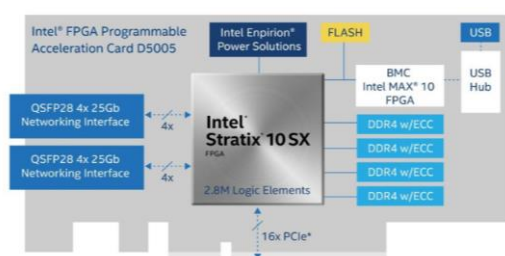 Intel® FPGA Programmable
Acceleration Card D5005
Intel Enpirion®
Power Solutions
FLASH
USB
BMC
Intel MAX® 10
FPGA
USB
Hub
QSFP28 4x 25Gb
Networking Interface
4x
QSFP28 4x 25Gb
Networking Interface
4x
Intel®
Stratix® 10 SX
FPGA
2.8M Logic Elements
DDR4 w/ECC
DDR4 w/ECC
DDR4 w/ECC
DDR4 w/ECC
16x PCIe*